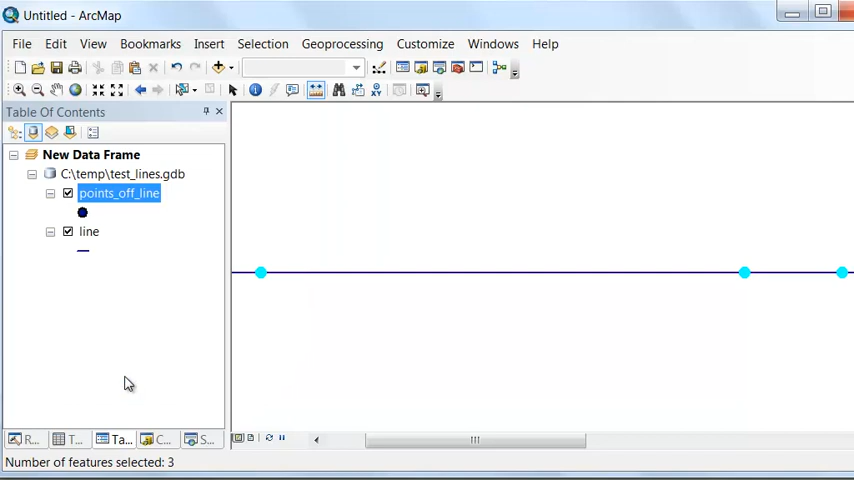 Untitled - ArcMap
File Edit View Bookmarks Insert Selection Geoprocessing Customize Windows Help
Table Of Contents
New Data Frame
C:\temp\test_lines.gdb
points_off_line
line
R... T... Ta... C... S...
Number of features selected: 3